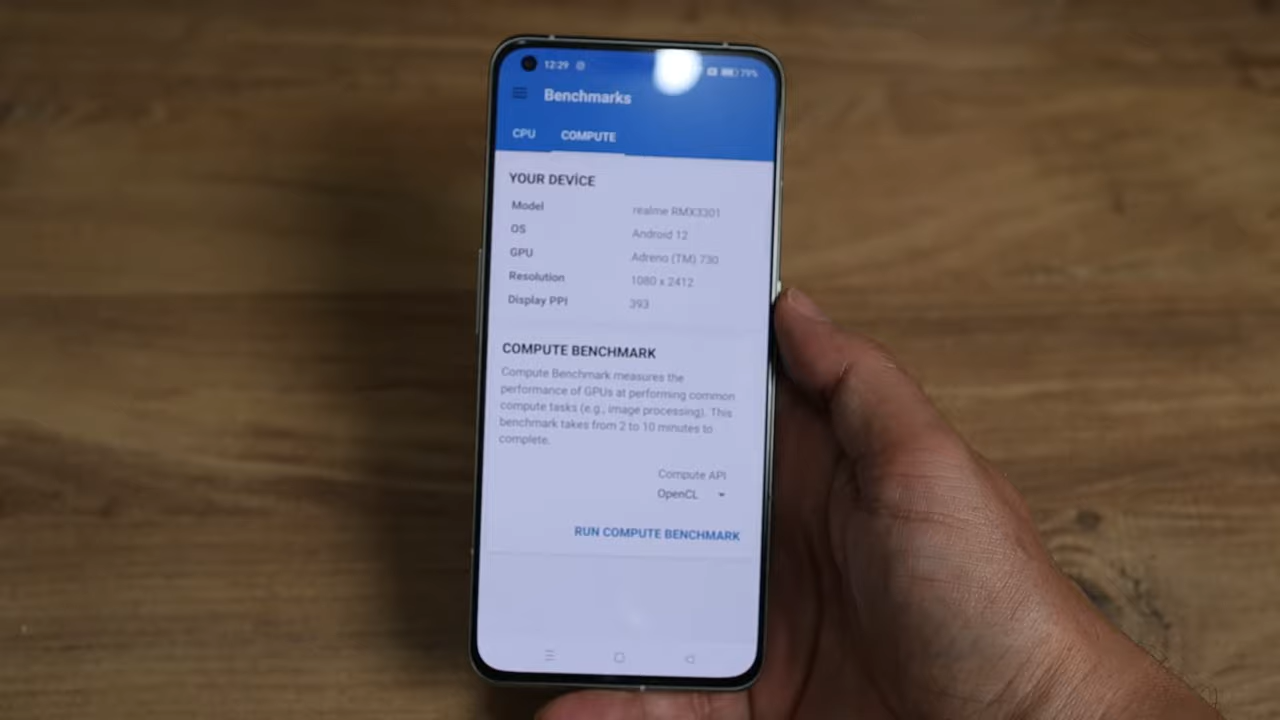 12:29
79%
Benchmarks
CPU COMPUTE
YOUR DEVİCE
Model realme RMX3301
OS Android 12
GPU Adreno (TM) 730
Resolution 1080 x 2412
Display PPI 393
COMPUTE BENCHMARK
Compute Benchmark measures the
performance of GPUs at performing common
compute tasks (e.g., image processing). This
benchmark takes from 2 to 10 minutes to
complete.
Compute API
OpenCL
RUN COMPUTE BENCHMARK